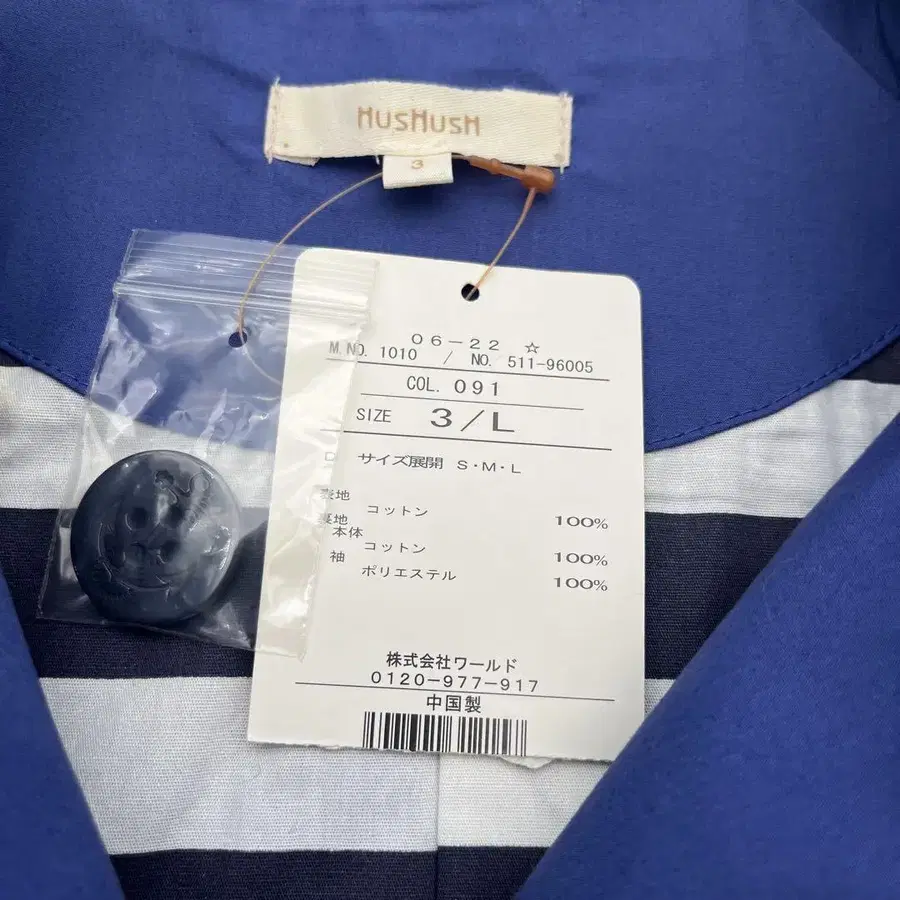 HUSHUSH
3
06-22 ☆
M.NO. 1010 / NO. 511-96005
COL. 091
SIZE 3/L
サイズ展開 S・M・L
表地
コットン 100%
裏地
本体
コットン 100%
袖
ポリエステル 100%
株式会社ワールド
0120-977-917
中国製